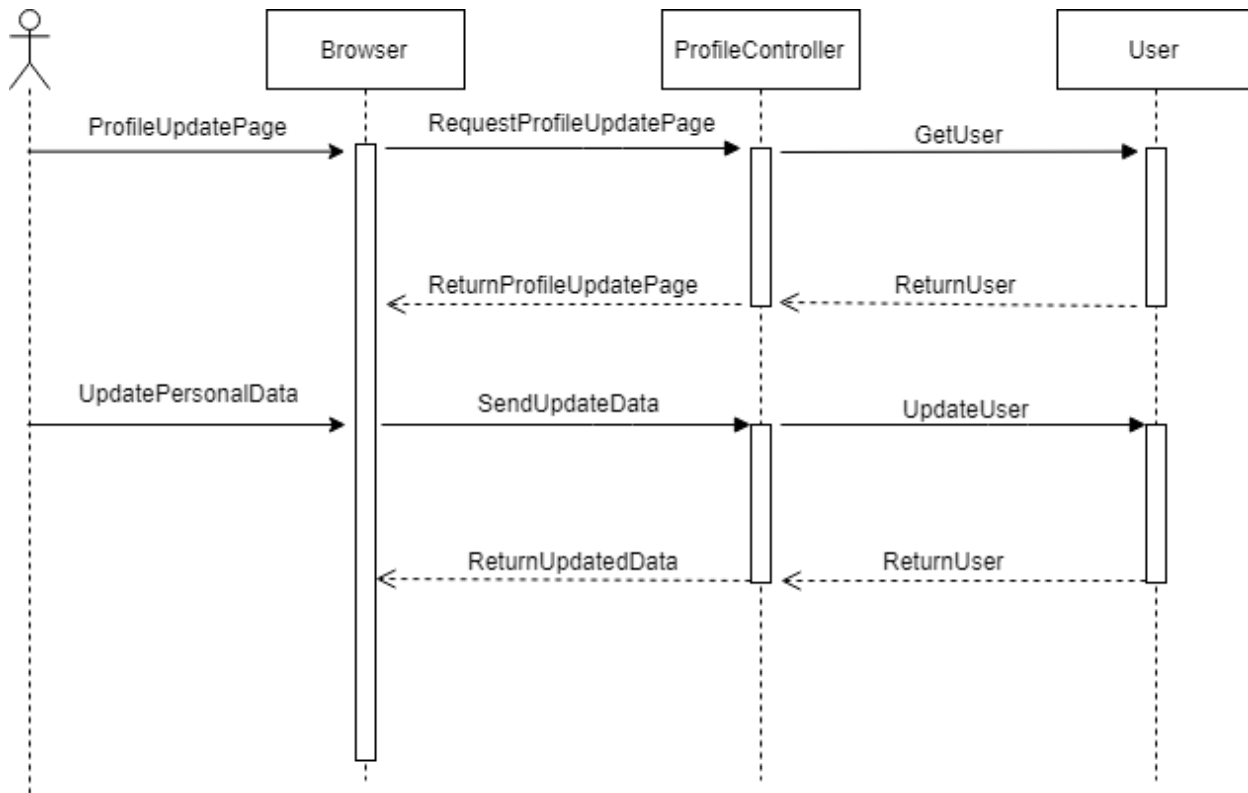 Browser
ProfileController
User
ProfileUpdatePage
RequestProfileUpdatePage
GetUser
ReturnProfileUpdatePage
ReturnUser
UpdatePersonalData
SendUpdateData
UpdateUser
ReturnUpdatedData
ReturnUser